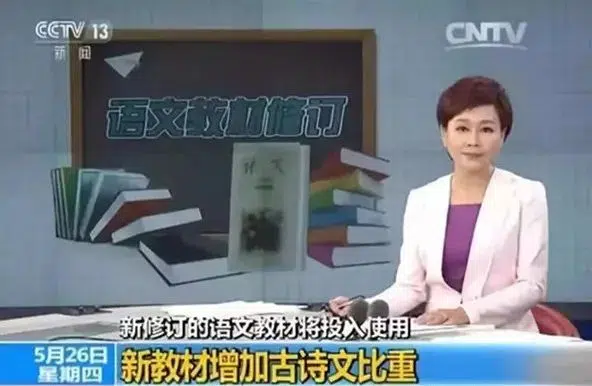 CCTV 13
新闻
CNTV
语文教材修订
语文
新修订的语文教材将投入使用
5月26日
星期四
新教材增加古诗文比重